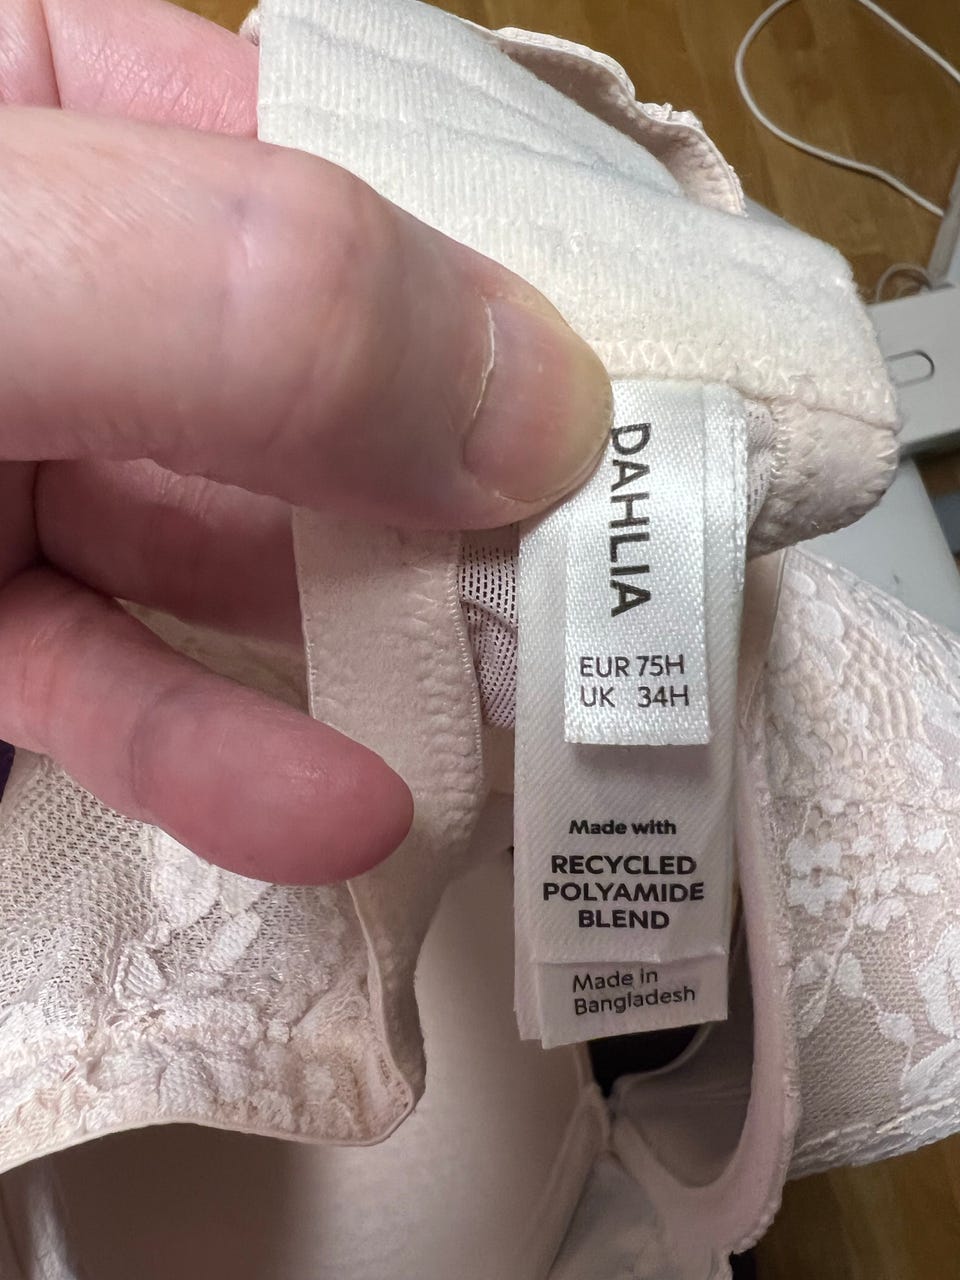 DAHLIA
EUR 75H
UK 34H
Made with
RECYCLED
POLYAMIDE
BLEND
Made in
Bangladesh